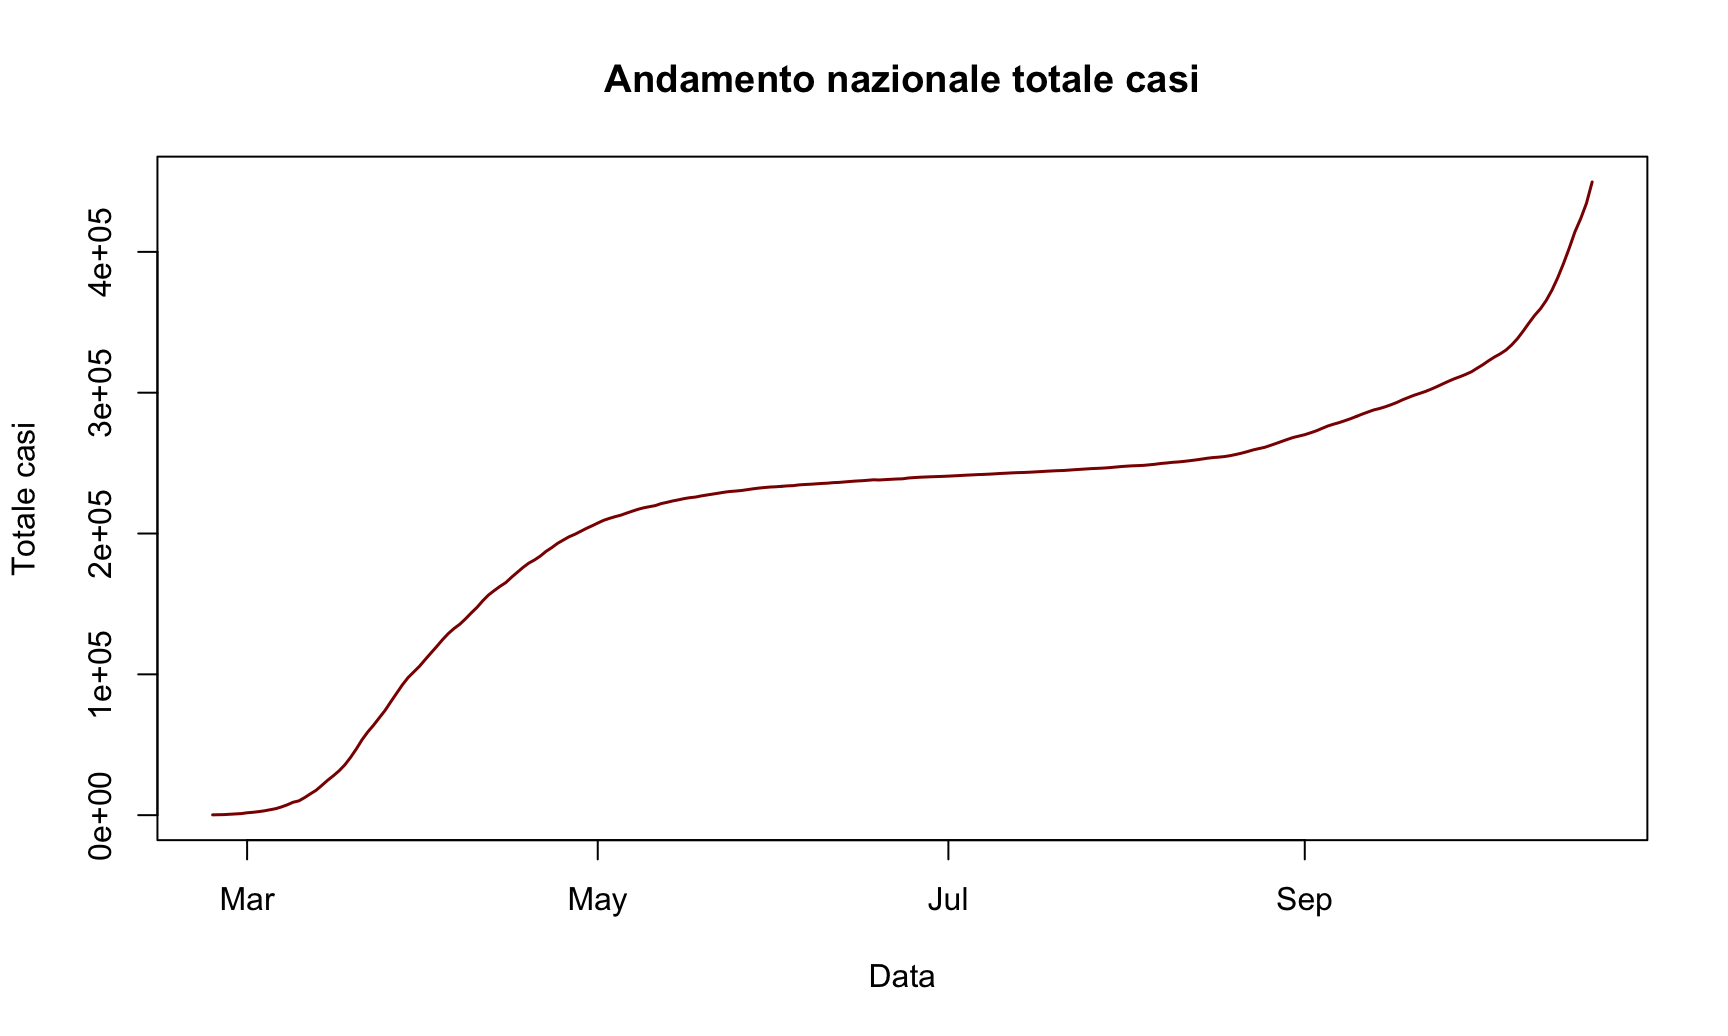 Andamento nazionale totale casi
Totale casi
4e+05
3e+05
2e+05
1e+05
0e+00
Mar May Jul Sep
Data